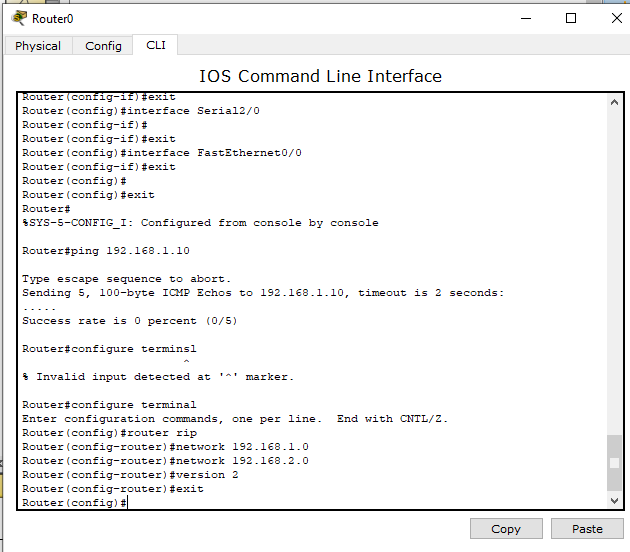 Router0
Physical Config CLI
IOS Command Line Interface
Router(config-if)#exit
Router(config)#interface Serial2/0
Router(config-if)#
Router(config-if)#exit
Router(config)#interface FastEthernet0/0
Router(config-if)#exit
Router(config)#
Router(config)#exit
Router#
%SYS-5-CONFIG_I: Configured from console by console
Router#ping 192.168.1.10
Type escape sequence to abort.
Sending 5, 100-byte ICMP Echos to 192.168.1.10, timeout is 2 seconds:
.....
Success rate is 0 percent (0/5)
Router#configure terminsl
^
% Invalid input detected at '^' marker.
Router#configure terminal
Enter configuration commands, one per line.  End with CNTL/Z.
Router(config)#router rip
Router(config-router)#network 192.168.1.0
Router(config-router)#network 192.168.2.0
Router(config-router)#version 2
Router(config-router)#exit
Router(config)#
Copy Paste